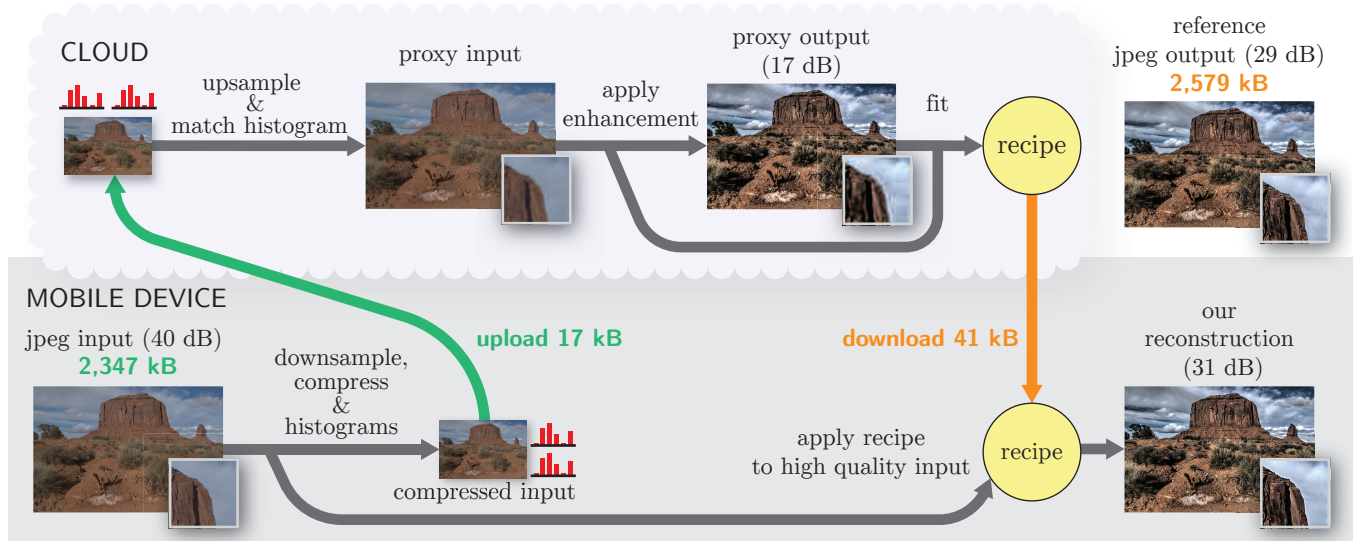 CLOUD
upsample
&
match histogram
proxy input
apply
enhancement
proxy output
(17 dB)
fit
recipe
reference
jpeg output (29 dB)
2,579 kB
MOBILE DEVICE
jpeg input (40 dB)
2,347 kB
downsample,
compress
&
histograms
upload 17 kB
compressed input
download 41 kB
apply recipe
to high quality input
recipe
our
reconstruction
(31 dB)